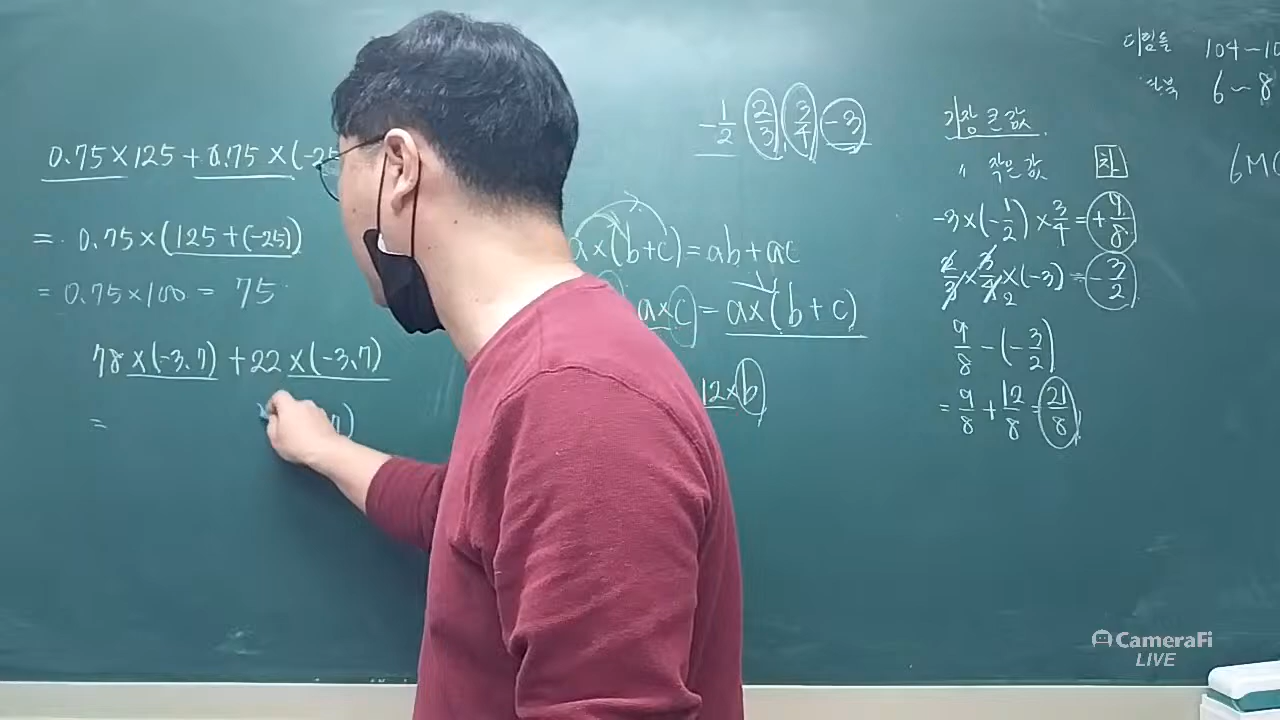 0.75×125+0.75×(-25
= 0.75×(125+(-25))
= 0.75×100 = 75
78×(-3.7)+22×(-3.7)
=
-1/2 2/3 3/4 -3
a×(b+c)=ab+ac
a×c=a×(b+c)
12×b
가장 큰 값
〃 작은 값 차
-3×(-1/2)×3/4=+9/8
2/3×3/4×(-3)=-3/2
2
9/8-(-3/2)
=9/8+12/8=21/8
104~10
6~8
6M
CameraFi
LIVE